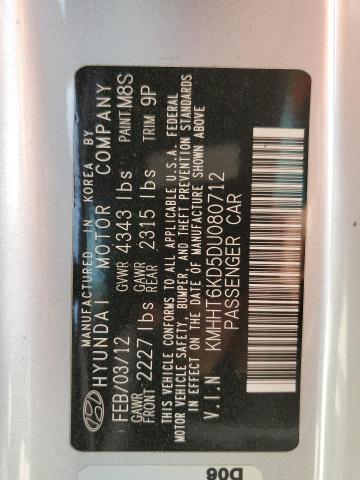 MANUFACTURED IN KOREA BY
HYUNDAI MOTOR COMPANY
FEB/03/12 GVWR 4343 lbs PAINT M8S
GAWR FRONT 2227 lbs GAWR REAR 2315 lbs TRIM 9P
THIS VEHICLE CONFORMS TO ALL APPLICABLE U.S.A. FEDERAL
MOTOR VEHICLE SAFETY, BUMPER, AND THEFT PREVENTION STANDARDS
IN EFFECT ON THE DATE OF MANUFACTURE SHOWN ABOVE
V.I.N KMHHT6KD5DU080712
PASSENGER CAR
D06